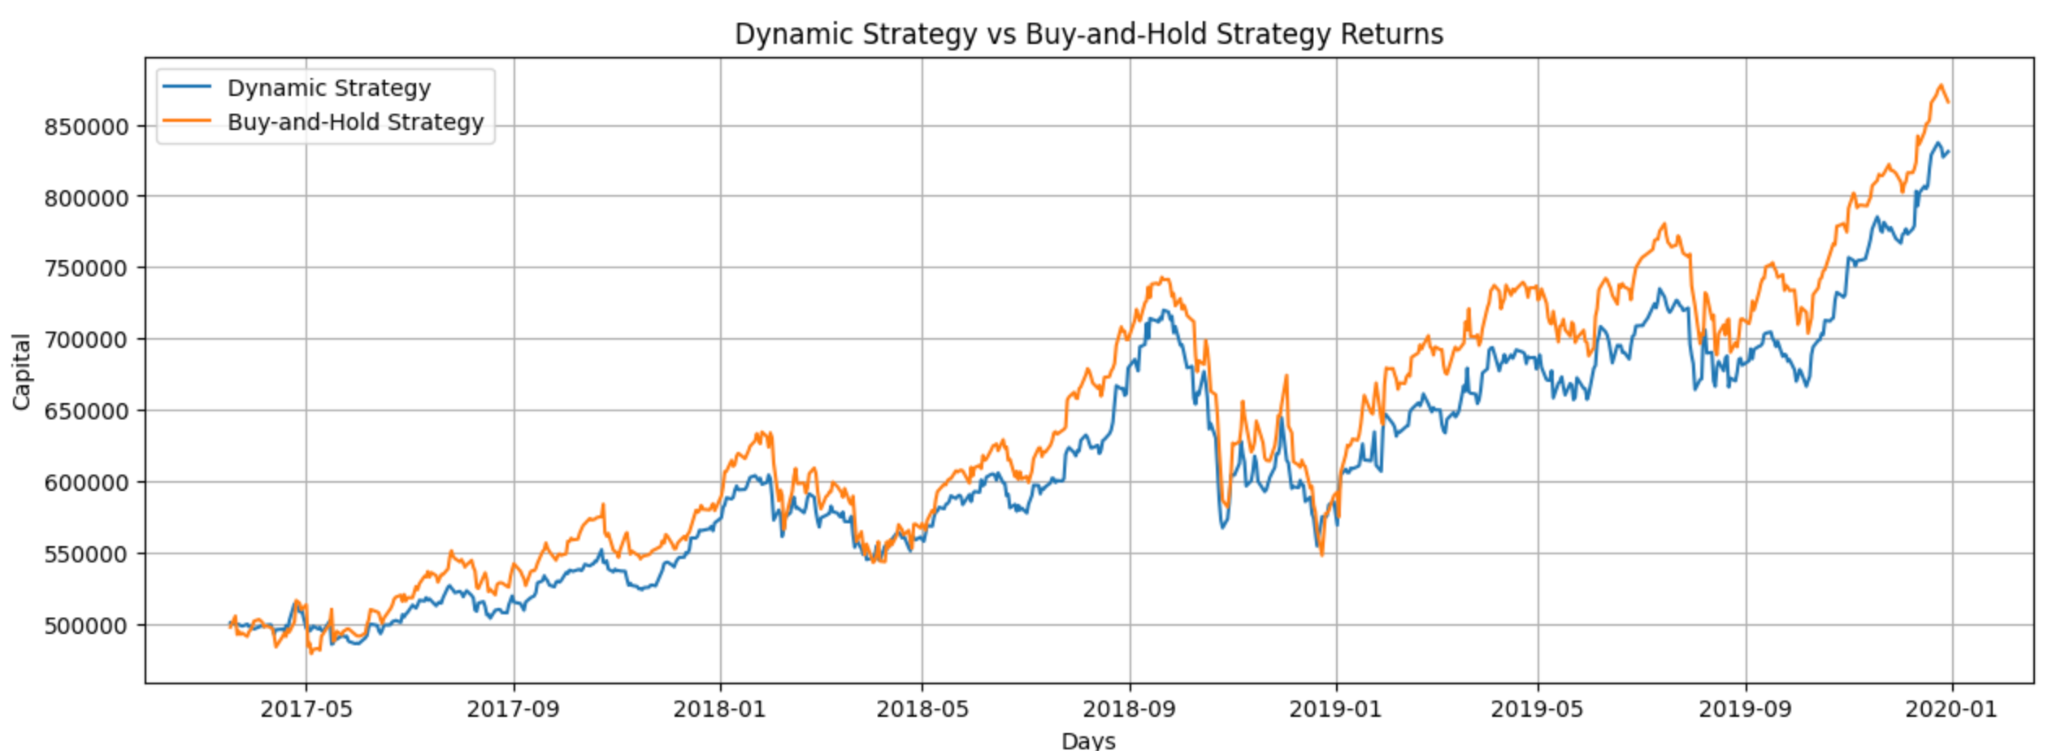 Dynamic Strategy vs Buy-and-Hold Strategy Returns
Dynamic Strategy
Buy-and-Hold Strategy
850000
800000
750000
700000
650000
600000
550000
500000
Capital
2017-05 2017-09 2018-01 2018-05 2018-09 2019-01 2019-05 2019-09 2020-01
Days